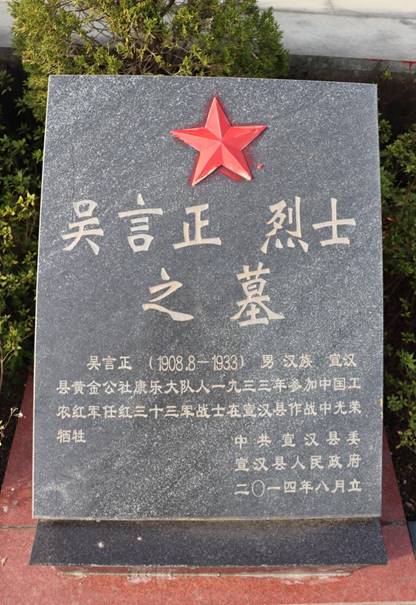 吴言正 烈士
之墓
吴言正 (1908.8—1933) 男 汉族 宣汉
县黄金公社康乐大队人一九三三年参加中国工
农红军任红三十三军战士在宣汉县作战中光荣
牺牲
中共宣汉县委
宣汉县人民政府
二〇一四年八月立